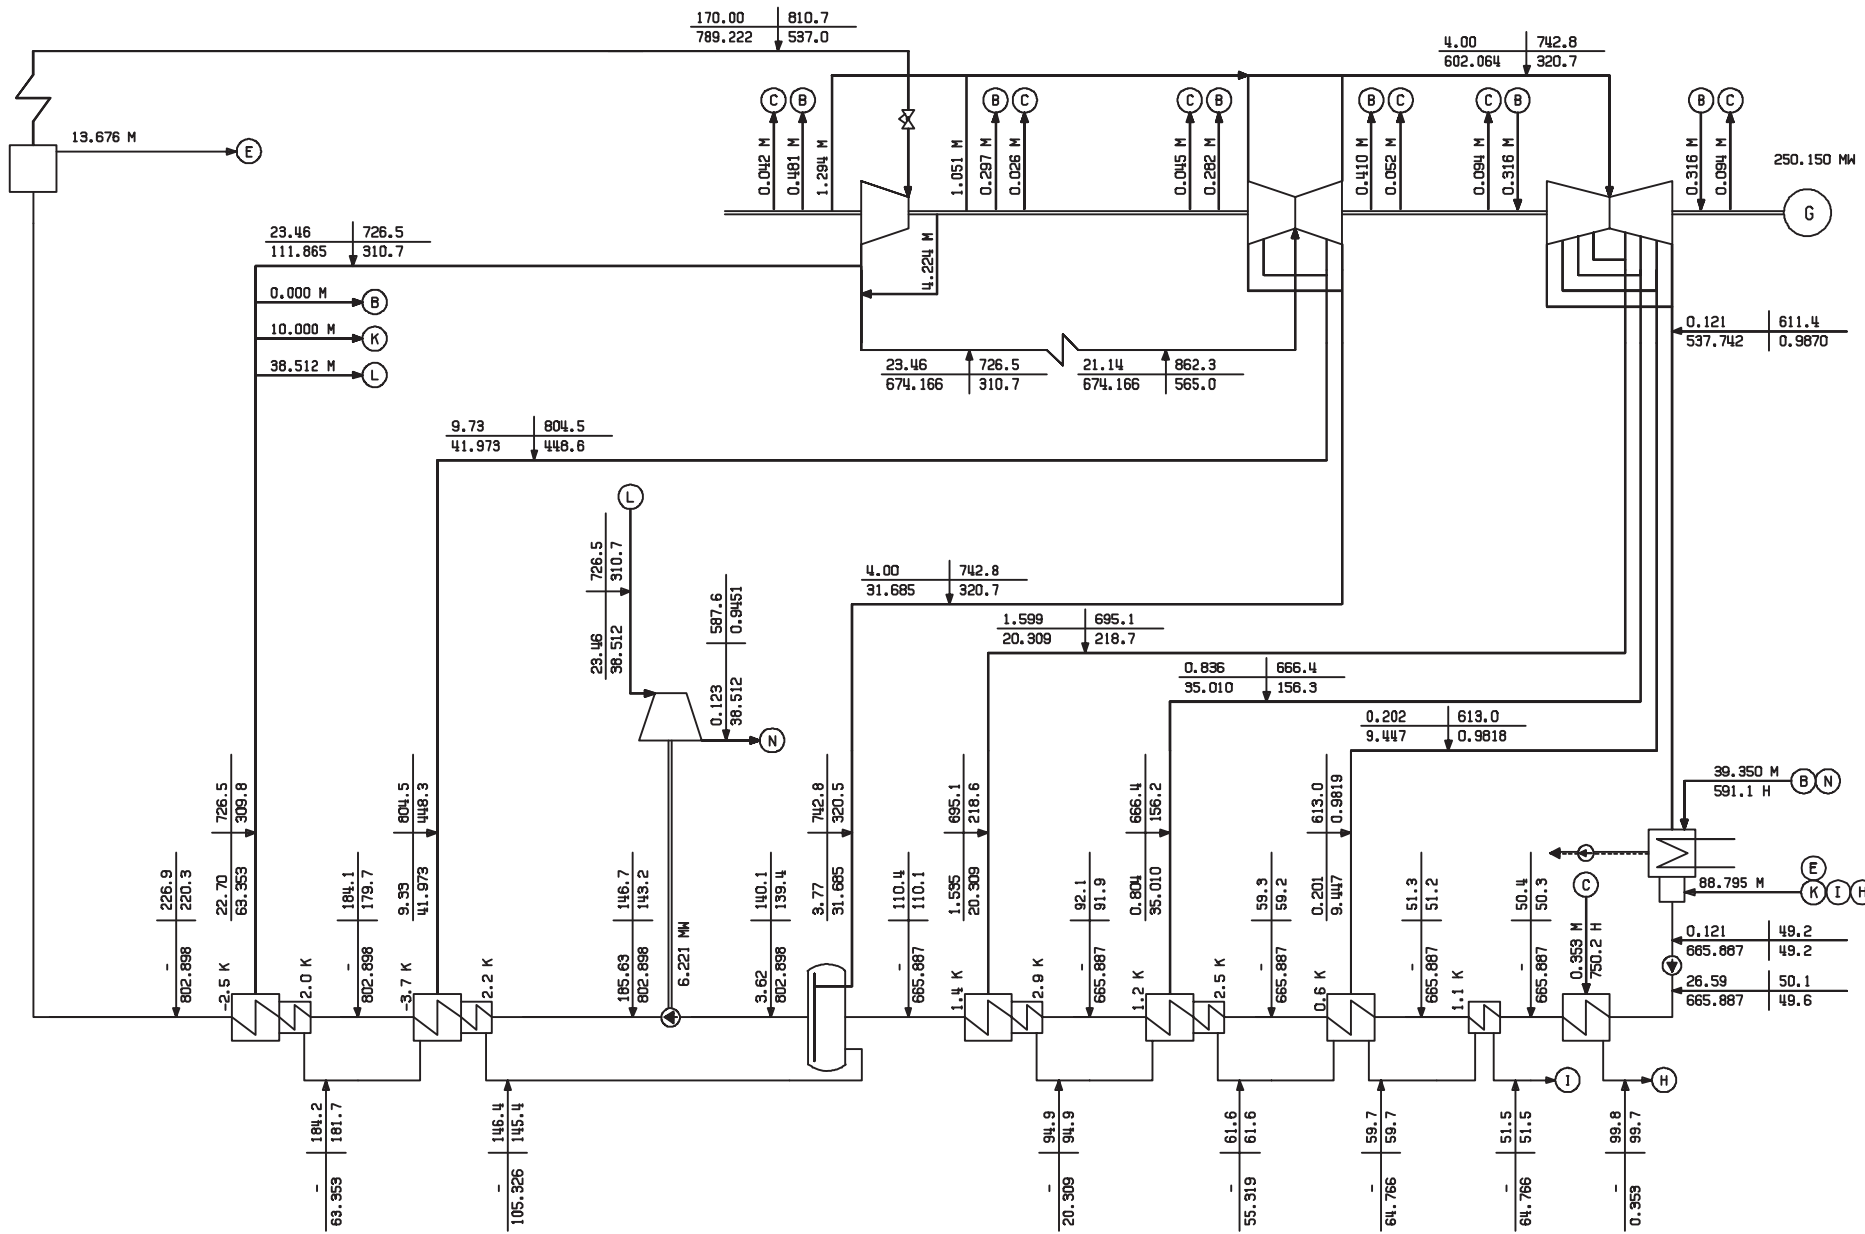 170.00 810.7
789.222 537.0
4.00 742.8
602.064 320.7
13.676 M
E
C B
B C
C B
B C
C B
B C
0.042 M
0.481 M
1.294 M
1.051 M
0.297 M
0.026 M
0.045 M
0.282 M
0.410 M
0.052 M
0.094 M
0.316 M
0.316 M
0.094 M
250.150 MW
G
23.46 726.5
111.865 310.7
4.224 M
0.000 M
B
10.000 M
K
38.512 M
L
23.46 726.5
674.166 310.7
21.14 862.3
674.166 565.0
0.121 611.4
537.742 0.9870
9.73 804.5
41.973 448.6
L
23.46 726.5
38.512 310.7
0.123 587.6
38.512 0.9451
N
4.00 742.8
31.685 320.7
1.599 695.1
20.309 218.7
0.836 666.4
35.010 156.3
0.202 613.0
9.447 0.9818
39.350 M
591.1 H
B N
E
88.795 M
K I H
C
0.353 M
750.2 H
0.121 49.2
665.887 49.2
26.59 50.1
665.887 49.6
- 226.9
802.898 220.3
22.70 726.5
63.353 309.8
- 184.1
802.898 179.7
9.33 804.5
41.973 448.3
185.63 146.7
802.898 143.2
6.221 MW
3.62 140.1
802.898 139.4
3.77 742.8
31.685 320.5
- 110.4
665.887 110.1
1.535 695.1
20.309 218.6
- 92.1
665.887 91.9
0.804 666.4
35.010 156.2
- 59.3
665.887 59.2
0.201 613.0
9.447 0.9819
- 51.3
665.887 51.2
- 50.4
665.887 50.3
-2.5 K
2.0 K
-3.7 K
2.2 K
1.4 K
2.9 K
1.2 K
2.5 K
0.6 K
1.1 K
- 184.2
63.353 181.7
- 146.4
105.326 145.4
- 94.9
20.309 94.9
- 61.6
55.319 61.6
- 59.7
64.766 59.7
- 51.5
64.766 51.5
I
- 99.8
0.353 99.7
H